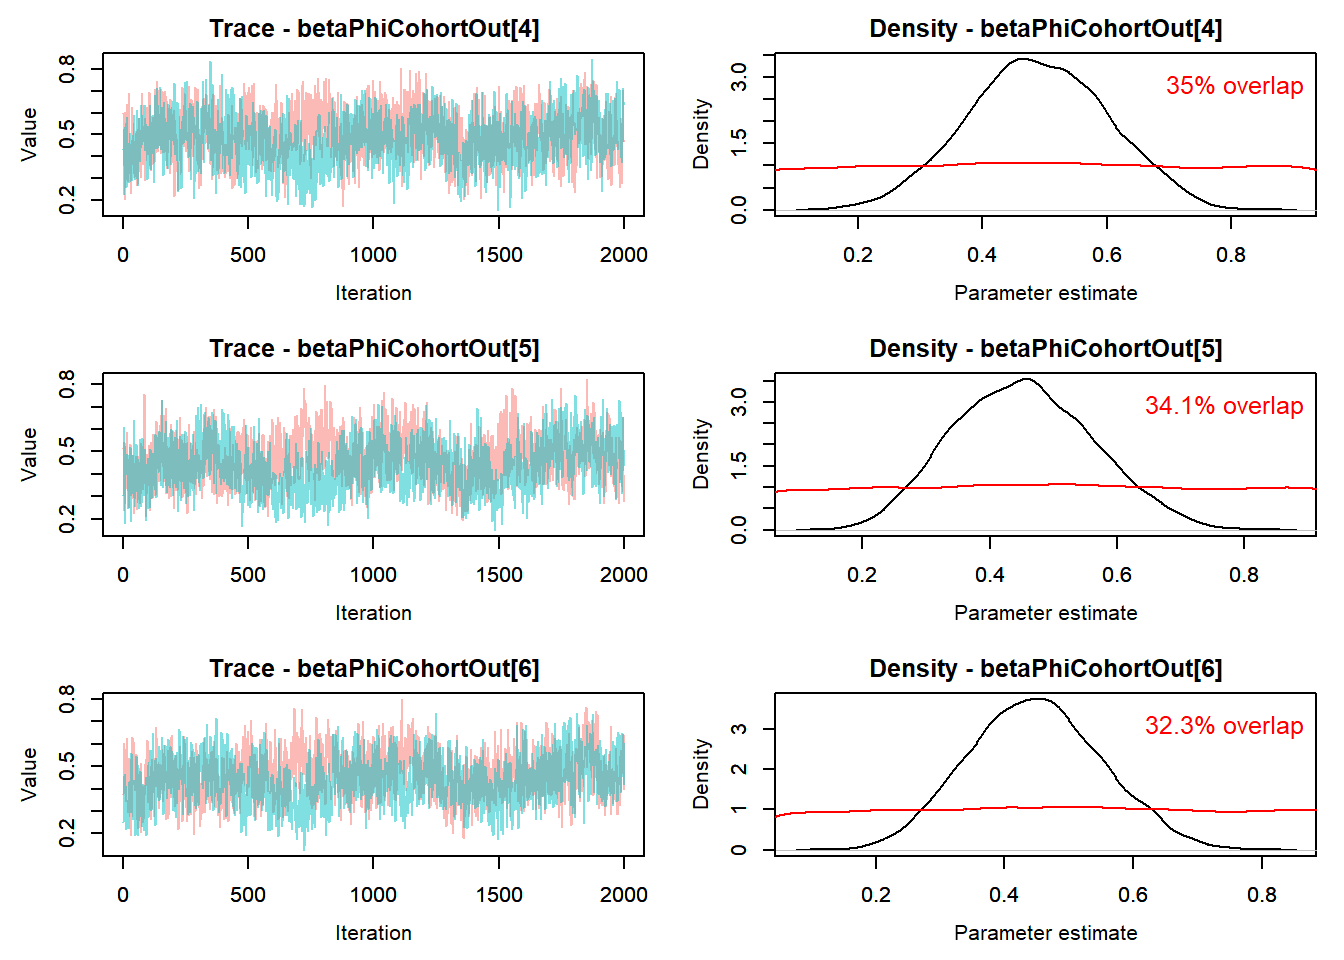 Trace - betaPhiCohortOut[4]
Value
0.2 0.5 0.8
0 500 1000 1500 2000
Iteration
Density - betaPhiCohortOut[4]
35% overlap
Density
0.0 1.5 3.0
0.2 0.4 0.6 0.8
Parameter estimate
Trace - betaPhiCohortOut[5]
Value
0.2 0.5 0.8
0 500 1000 1500 2000
Iteration
Density - betaPhiCohortOut[5]
34.1% overlap
Density
0.0 1.5 3.0
0.2 0.4 0.6 0.8
Parameter estimate
Trace - betaPhiCohortOut[6]
Value
0.2 0.5 0.8
0 500 1000 1500 2000
Iteration
Density - betaPhiCohortOut[6]
32.3% overlap
Density
0 1 2 3
0.2 0.4 0.6 0.8
Parameter estimate